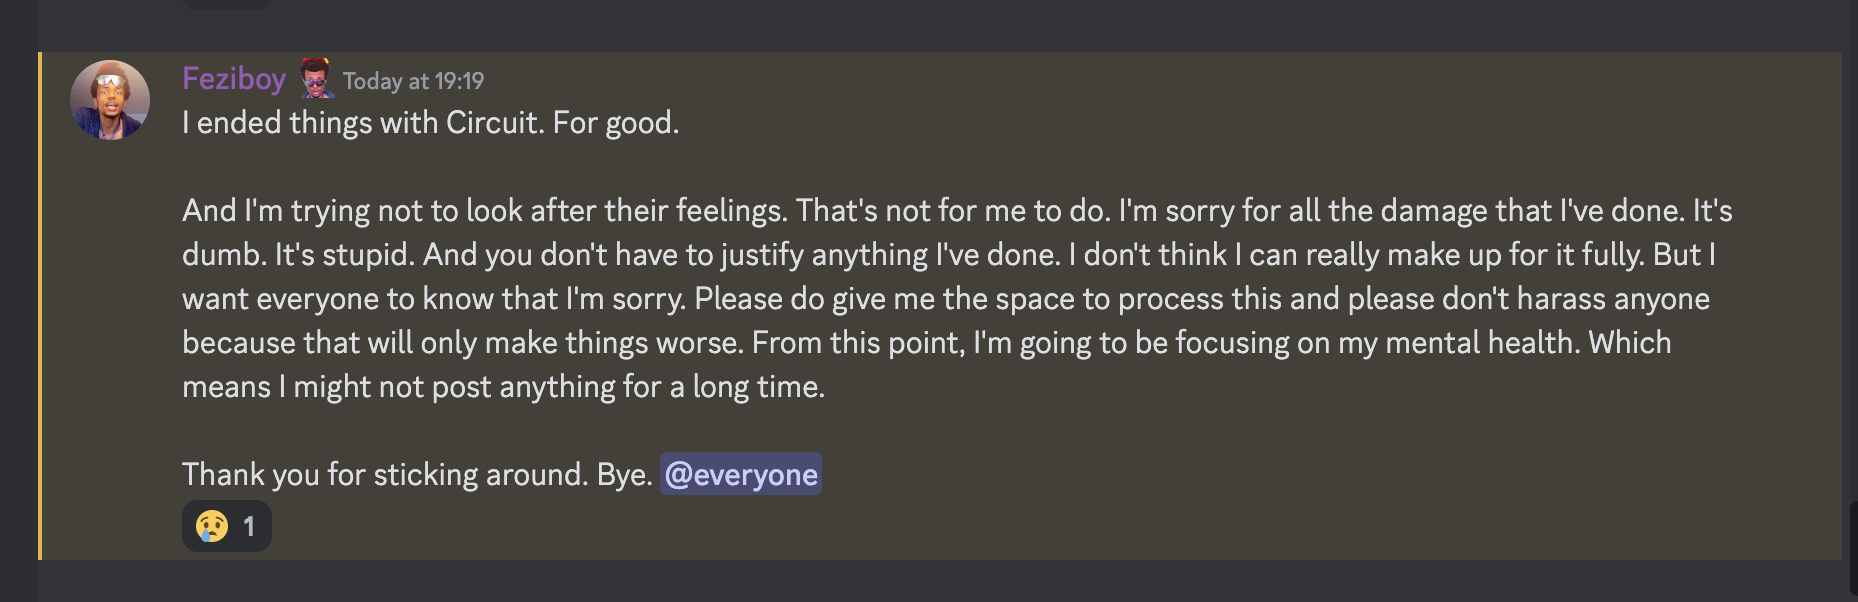 Feziboy Today at 19:19
I ended things with Circuit. For good.
And I'm trying not to look after their feelings. That's not for me to do. I'm sorry for all the damage that I've done. It's
dumb. It's stupid. And you don't have to justify anything I've done. I don't think I can really make up for it fully. But I
want everyone to know that I'm sorry. Please do give me the space to process this and please don't harass anyone
because that will only make things worse. From this point, I'm going to be focusing on my mental health. Which
means I might not post anything for a long time.
Thank you for sticking around. Bye. @everyone
1